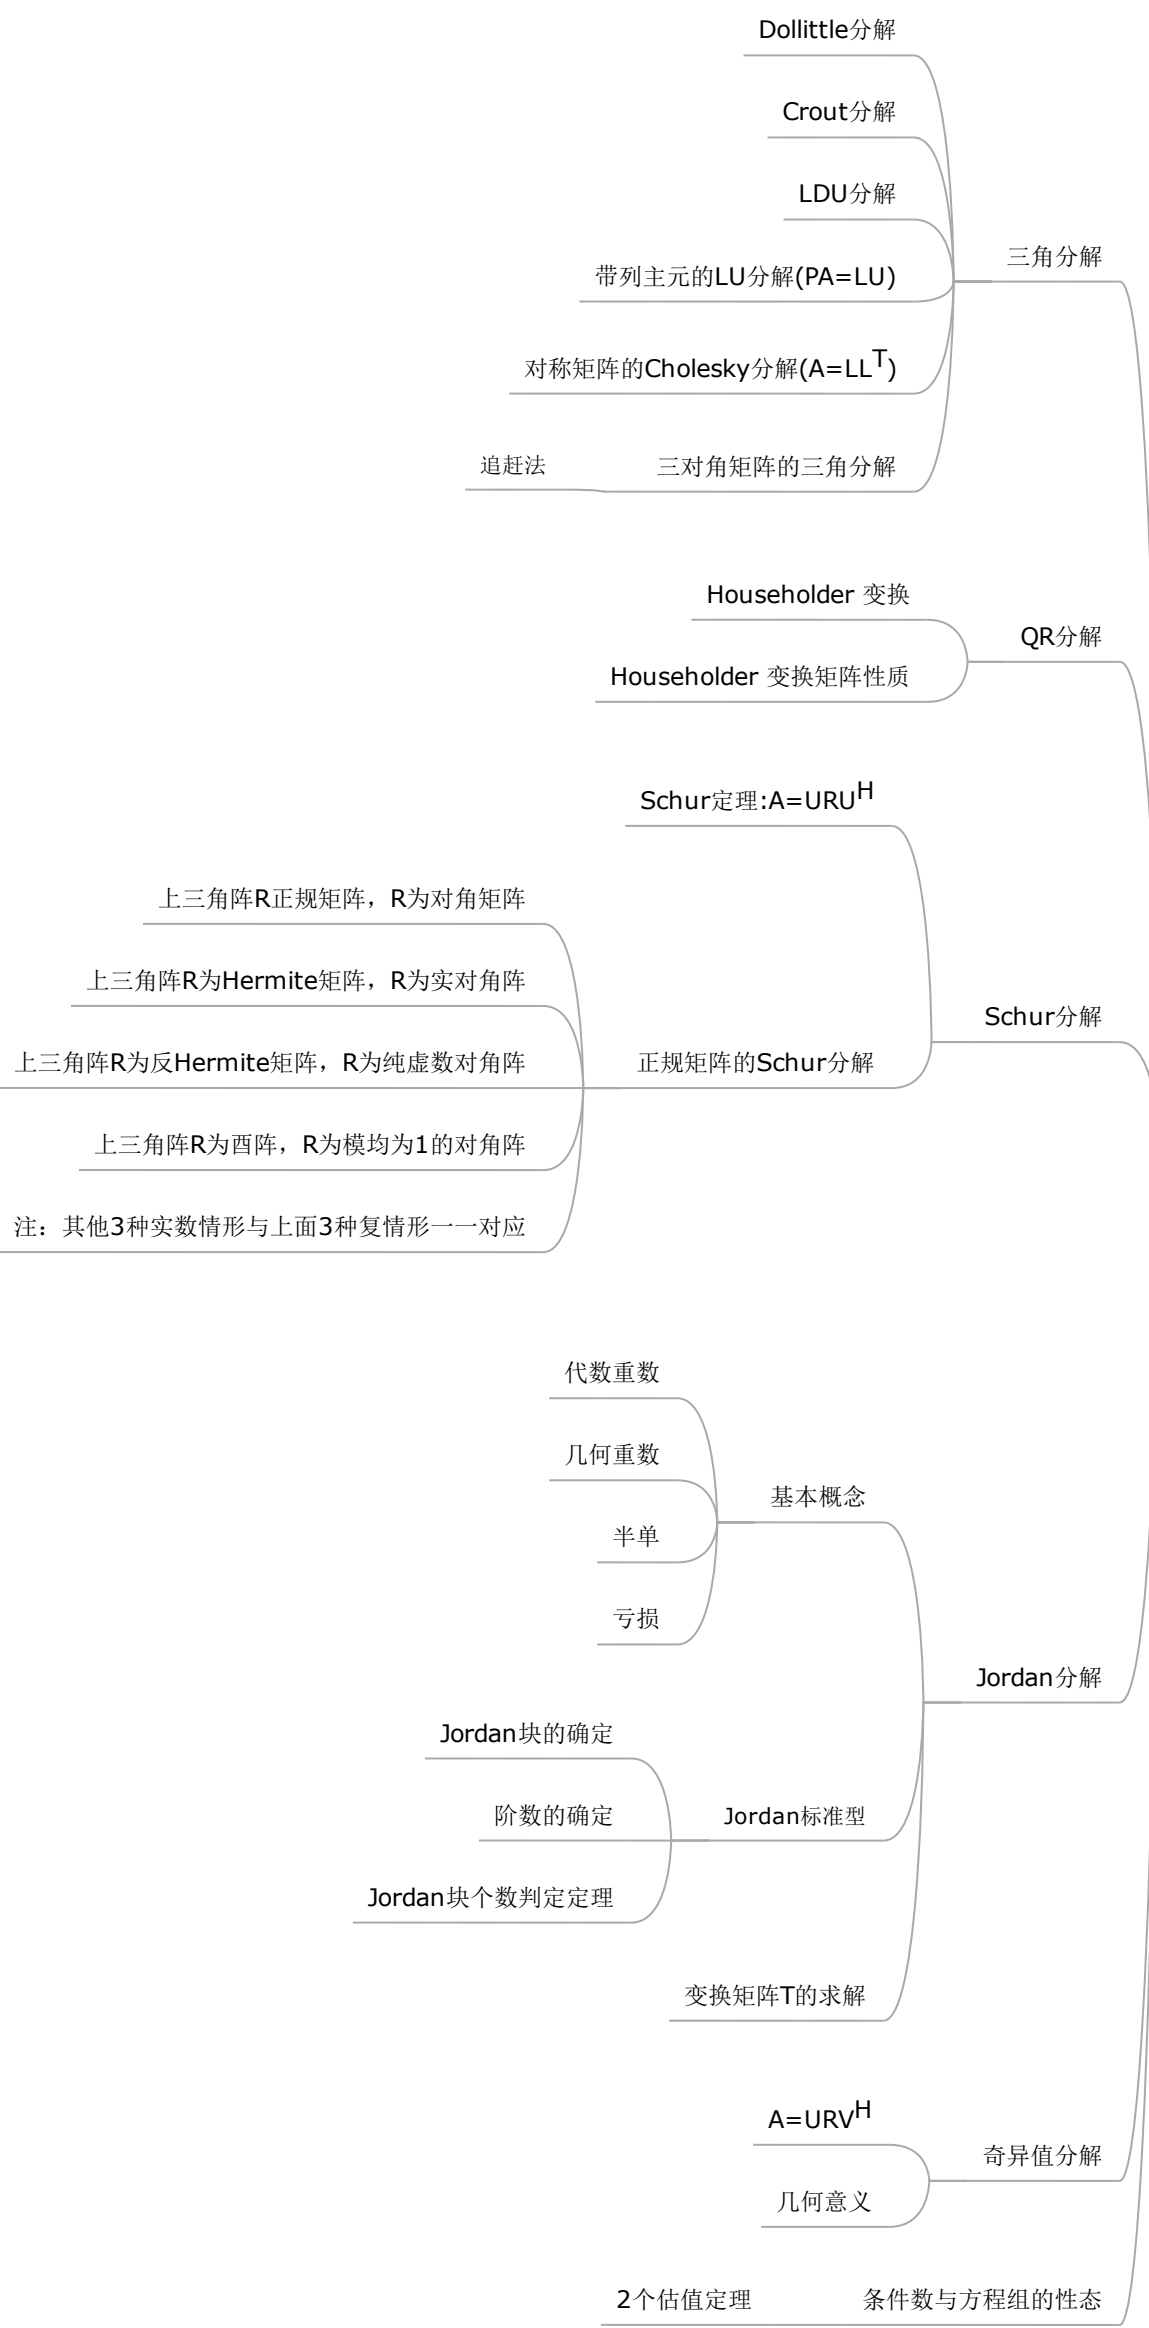 Dollittle分解
Crout分解
LDU分解
三角分解
带列主元的LU分解(PA=LU)
对称矩阵的Cholesky分解(A=LL^T)
追赶法
三对角矩阵的三角分解
Householder 变换
QR分解
Householder 变换矩阵性质
Schur定理:A=URU^H
上三角阵R正规矩阵，R为对角矩阵
上三角阵R为Hermite矩阵，R为实对角阵
Schur分解
上三角阵R为反Hermite矩阵，R为纯虚数对角阵
正规矩阵的Schur分解
上三角阵R为酉阵，R为模均为1的对角阵
注：其他3种实数情形与上面3种复情形一一对应
代数重数
几何重数
基本概念
半单
亏损
Jordan分解
Jordan块的确定
阶数的确定
Jordan标准型
Jordan块个数判定定理
变换矩阵T的求解
A=URV^H
奇异值分解
几何意义
2个估值定理
条件数与方程组的性态